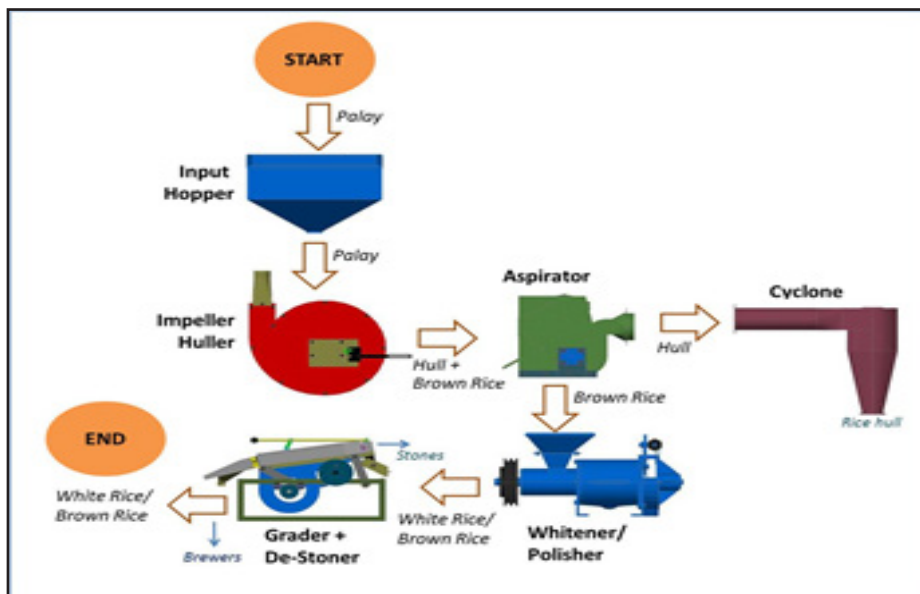 START
Palay
Input
Hopper
Palay
Impeller
Huller
Hull +
Brown Rice
Aspirator
Hull
Cyclone
Rice hull
Brown Rice
Whitener/
Polisher
White Rice/
Brown Rice
Stones
Grader +
De-Stoner
Brewers
White Rice/
Brown Rice
END